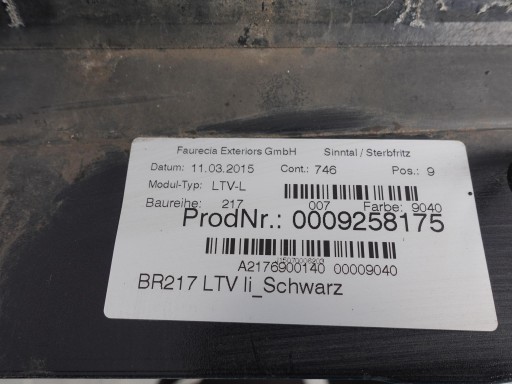 Faurecia Exteriors GmbH Sinntal / Sterbfritz
Datum: 11.03.2015 Cont.: 746 Pos.: 9
Modul-Typ: LTV-L
Baureihe: 217 007 Farbe: 9040
ProdNr.: 0009258175
A2176900140 00009040
BR217 LTV li_Schwarz